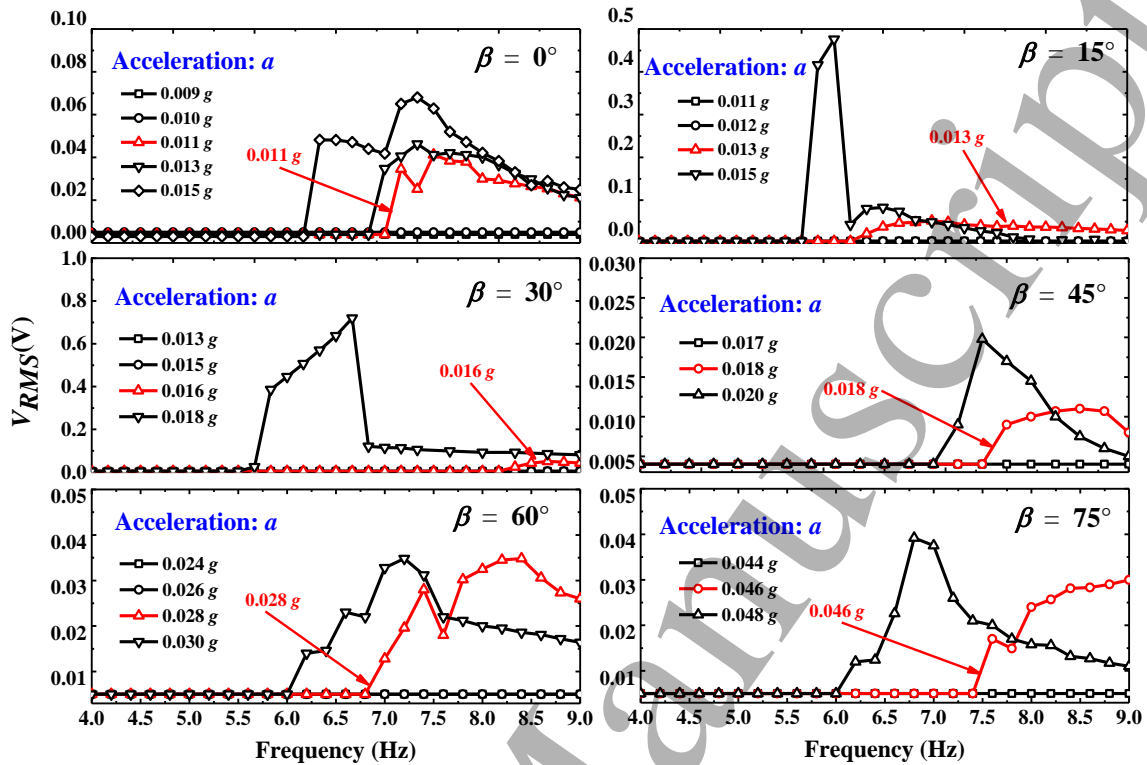 0.10
0.08
0.06
0.04
0.02
0.00
Acceleration: a
β = 0°
0.009 g
0.010 g
0.011 g
0.013 g
0.015 g
0.011 g
0.5
0.4
0.3
0.2
0.1
0.0
Acceleration: a
β = 15°
0.011 g
0.012 g
0.013 g
0.015 g
0.013 g
V_RMS(V)
1.0
0.8
0.6
0.4
0.2
0.0
Acceleration: a
β = 30°
0.013 g
0.015 g
0.016 g
0.018 g
0.016 g
0.030
0.025
0.020
0.015
0.010
0.005
Acceleration: a
β = 45°
0.017 g
0.018 g
0.020 g
0.018 g
0.05
0.04
0.03
0.02
0.01
Acceleration: a
β = 60°
0.024 g
0.026 g
0.028 g
0.030 g
0.028 g
4.0 4.5 5.0 5.5 6.0 6.5 7.0 7.5 8.0 8.5 9.0
Frequency (Hz)
0.05
0.04
0.03
0.02
0.01
Acceleration: a
β = 75°
0.044 g
0.046 g
0.048 g
0.046 g
4.0 4.5 5.0 5.5 6.0 6.5 7.0 7.5 8.0 8.5 9.0
Frequency (Hz)